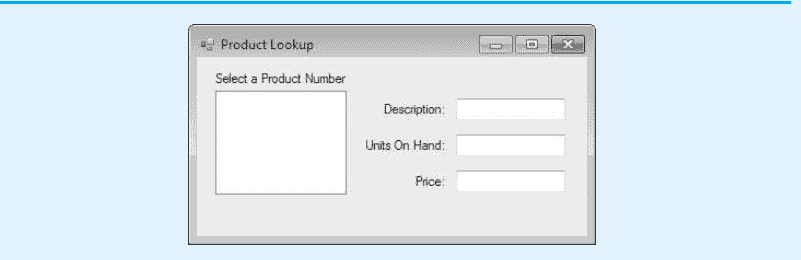 Product Lookup
Select a Product Number
Description:
Units On Hand:
Price: